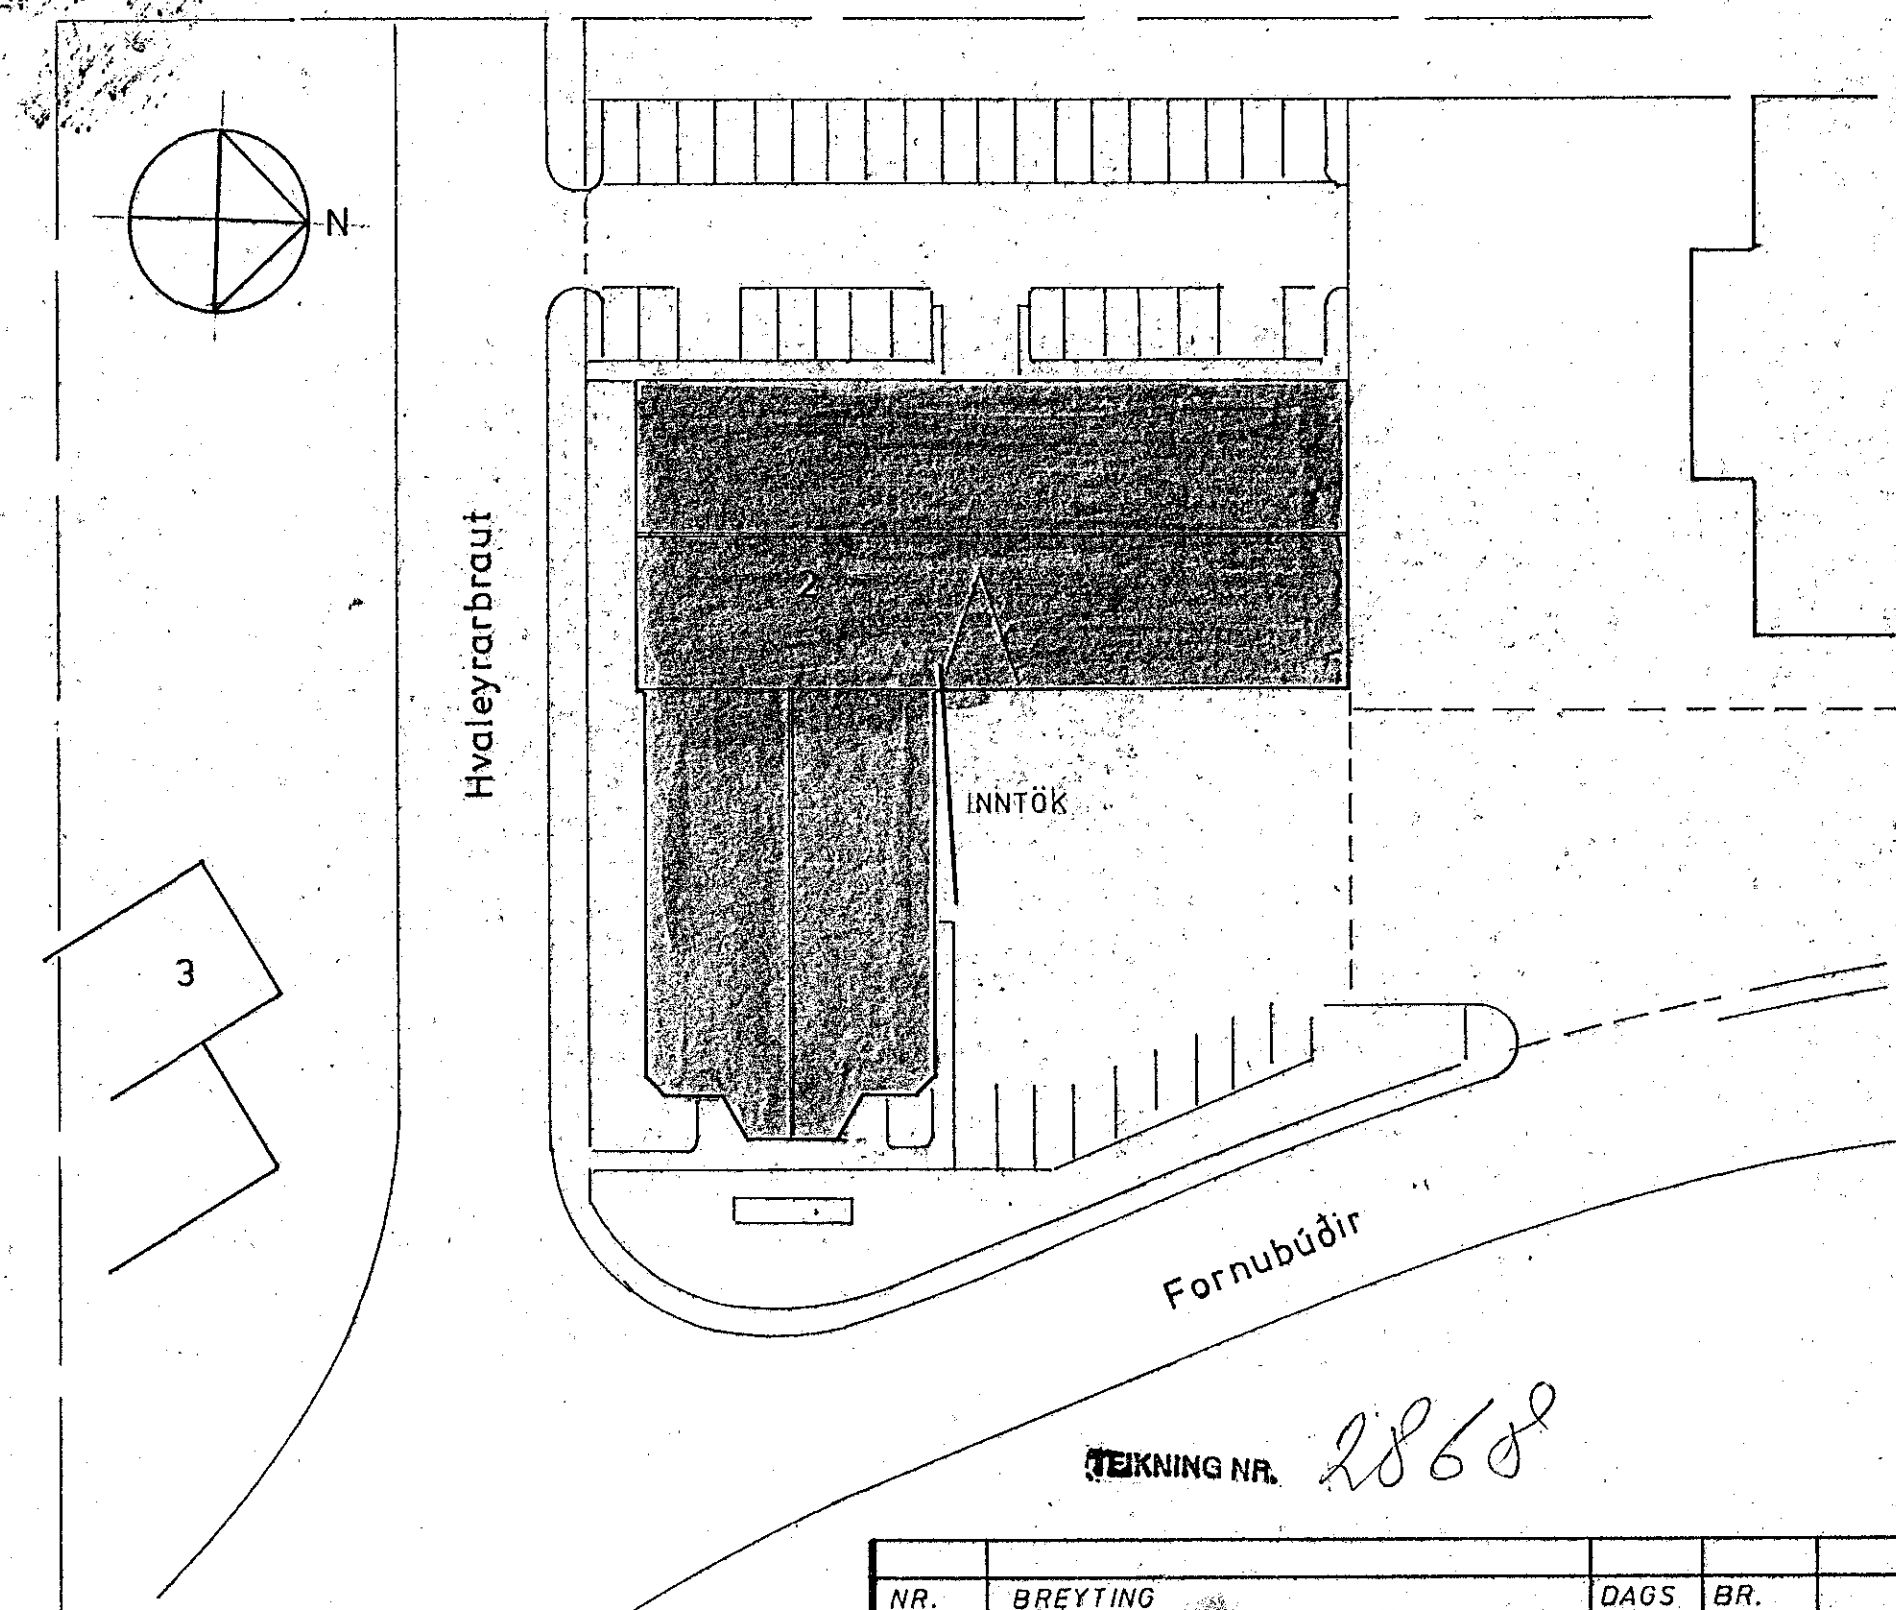 N
Hvaleyrarbraut
2
INNTÖK
3
Fornubúðir
TEIKNING NR. 2868
NR. BREYTING DAGS BR.